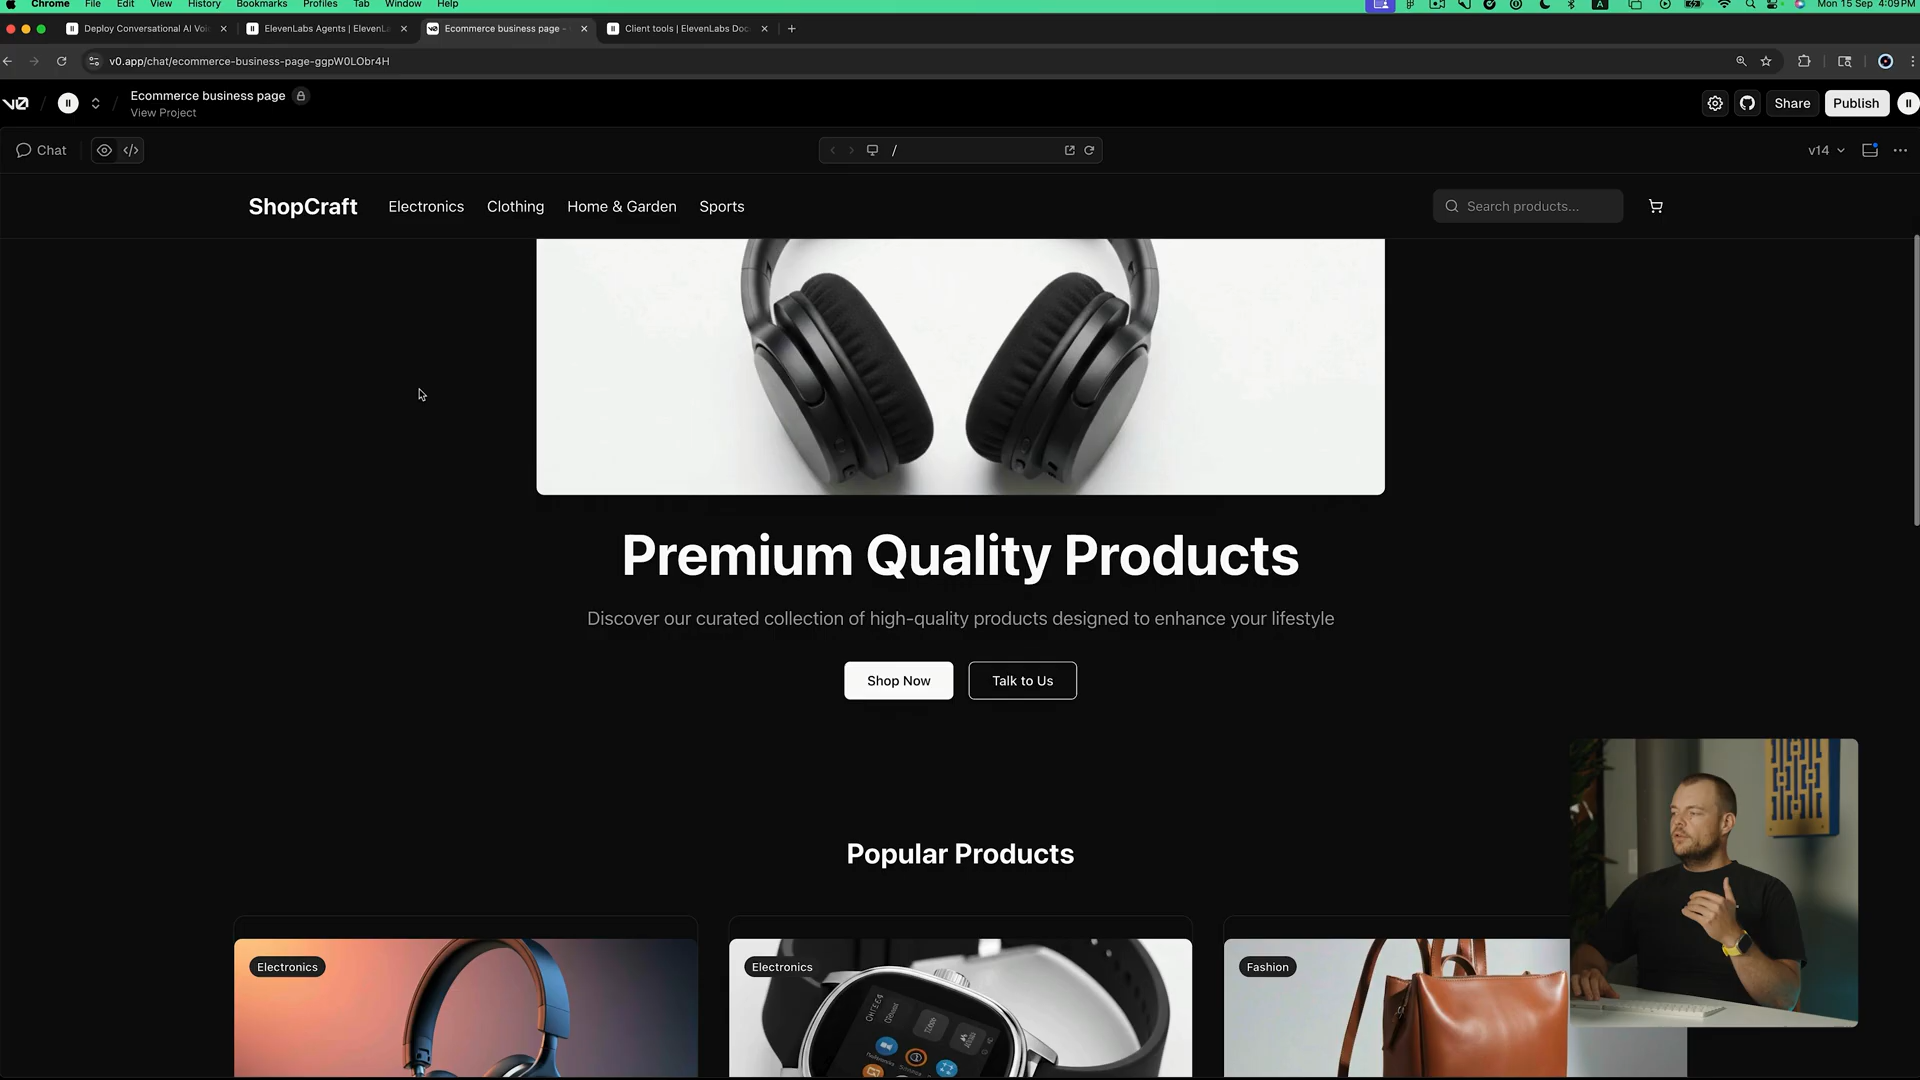 Chrome File Edit View History Bookmarks Profiles Tab Window Help
Mon 15 Sep 4:09 PM
Deploy Conversational AI Voi
ElevenLabs Agents | ElevenLa
Ecommerce business page -
Client tools | ElevenLabs Doc
v0.app/chat/ecommerce-business-page-ggpW0LObr4H
v0
Ecommerce business page
View Project
Share
Publish
Chat
/
v14
ShopCraft
Electronics
Clothing
Home & Garden
Sports
Search products...
Premium Quality Products
Discover our curated collection of high-quality products designed to enhance your lifestyle
Shop Now
Talk to Us
Popular Products
Electronics
Electronics
Fashion